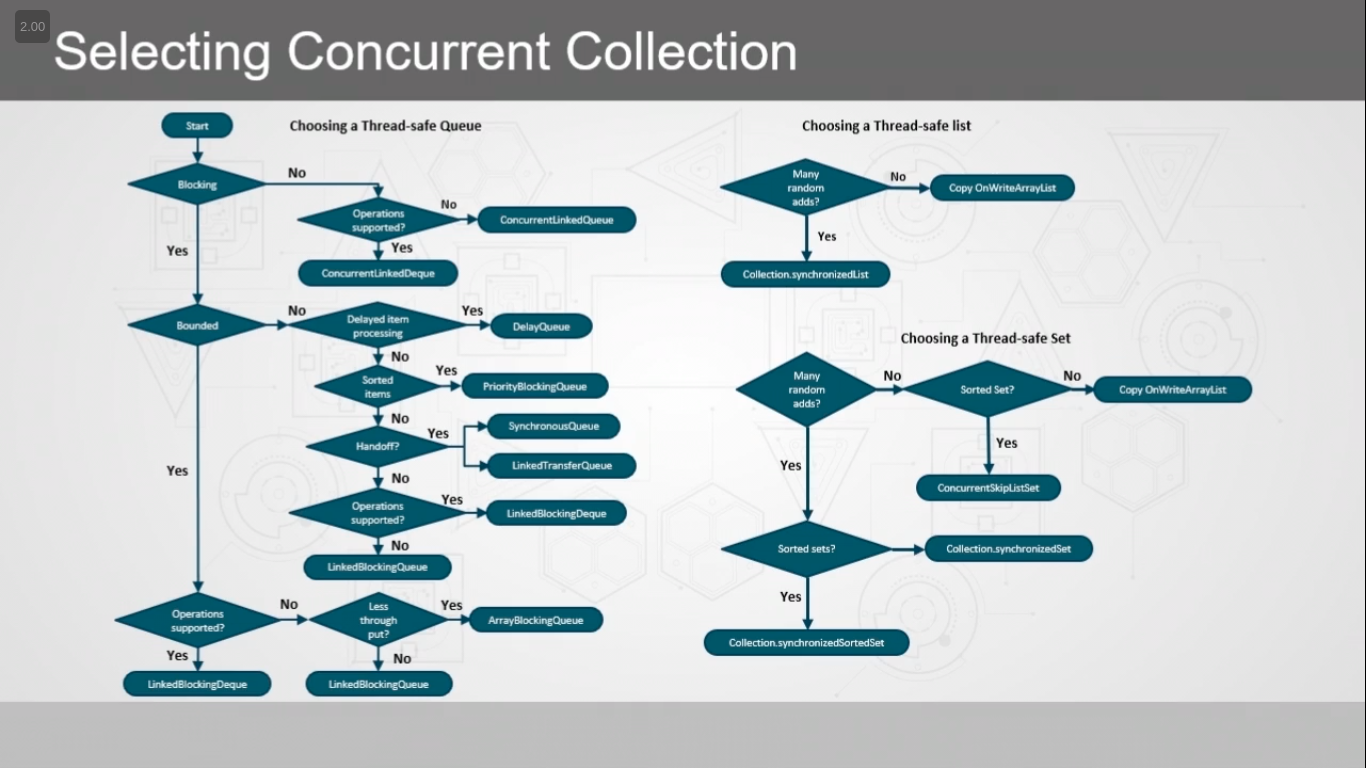 2.00
Selecting Concurrent Collection
Choosing a Thread-safe Queue
Start
Blocking
No
Operations
supported?
No
ConcurrentLinkedQueue
Yes
ConcurrentLinkedDeque
Yes
Bounded
No
Delayed item
processing
Yes
DelayQueue
No
Sorted
items
Yes
PriorityBlockingQueue
No
Handoff?
Yes
SynchronousQueue
LinkedTransferQueue
No
Operations
supported?
Yes
LinkedBlockingDeque
No
LinkedBlockingQueue
Yes
Operations
supported?
No
Less
through
put?
Yes
ArrayBlockingQueue
Yes
No
LinkedBlockingDeque
LinkedBlockingQueue
Choosing a Thread-safe list
Many
random
adds?
No
Copy OnWriteArrayList
Yes
Collection.synchronizedList
Choosing a Thread-safe Set
Many
random
adds?
No
Sorted Set?
No
Copy OnWriteArrayList
Yes
ConcurrentSkipListSet
Yes
Sorted sets?
Collection.synchronizedSet
Yes
Collection.synchronizedSortedSet